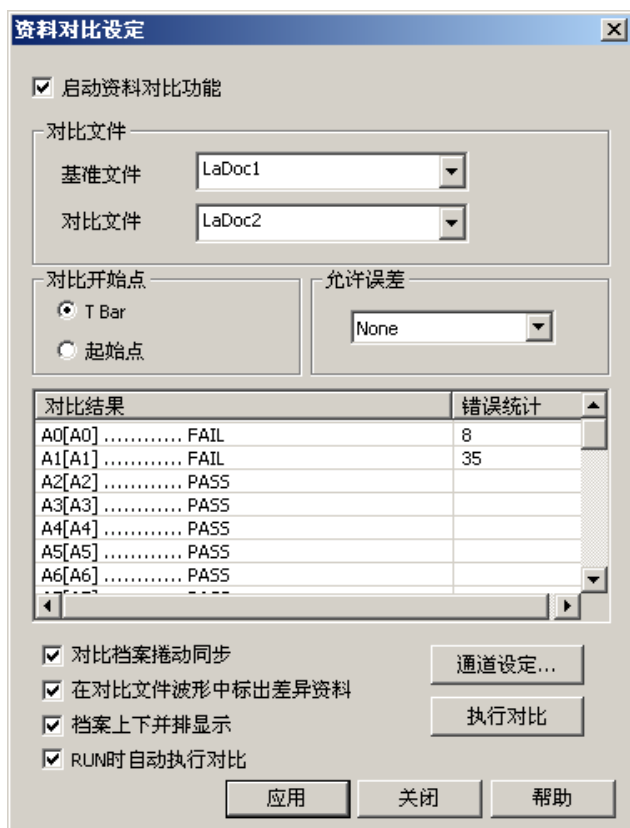 资料对比设定
启动资料对比功能
对比文件
基准文件 LaDoc1
对比文件 LaDoc2
对比开始点 允许误差
T Bar
None
起始点
对比结果 错误统计
A0[A0] ............ FAIL 8
A1[A1] ............ FAIL 35
A2[A2] ............ PASS
A3[A3] ............ PASS
A4[A4] ............ PASS
A5[A5] ............ PASS
A6[A6] ............ PASS
对比档案捲动同步
通道设定...
在对比文件波形中标出差异资料
执行对比
档案上下并排显示
RUN时自动执行对比
应用 关闭 帮助